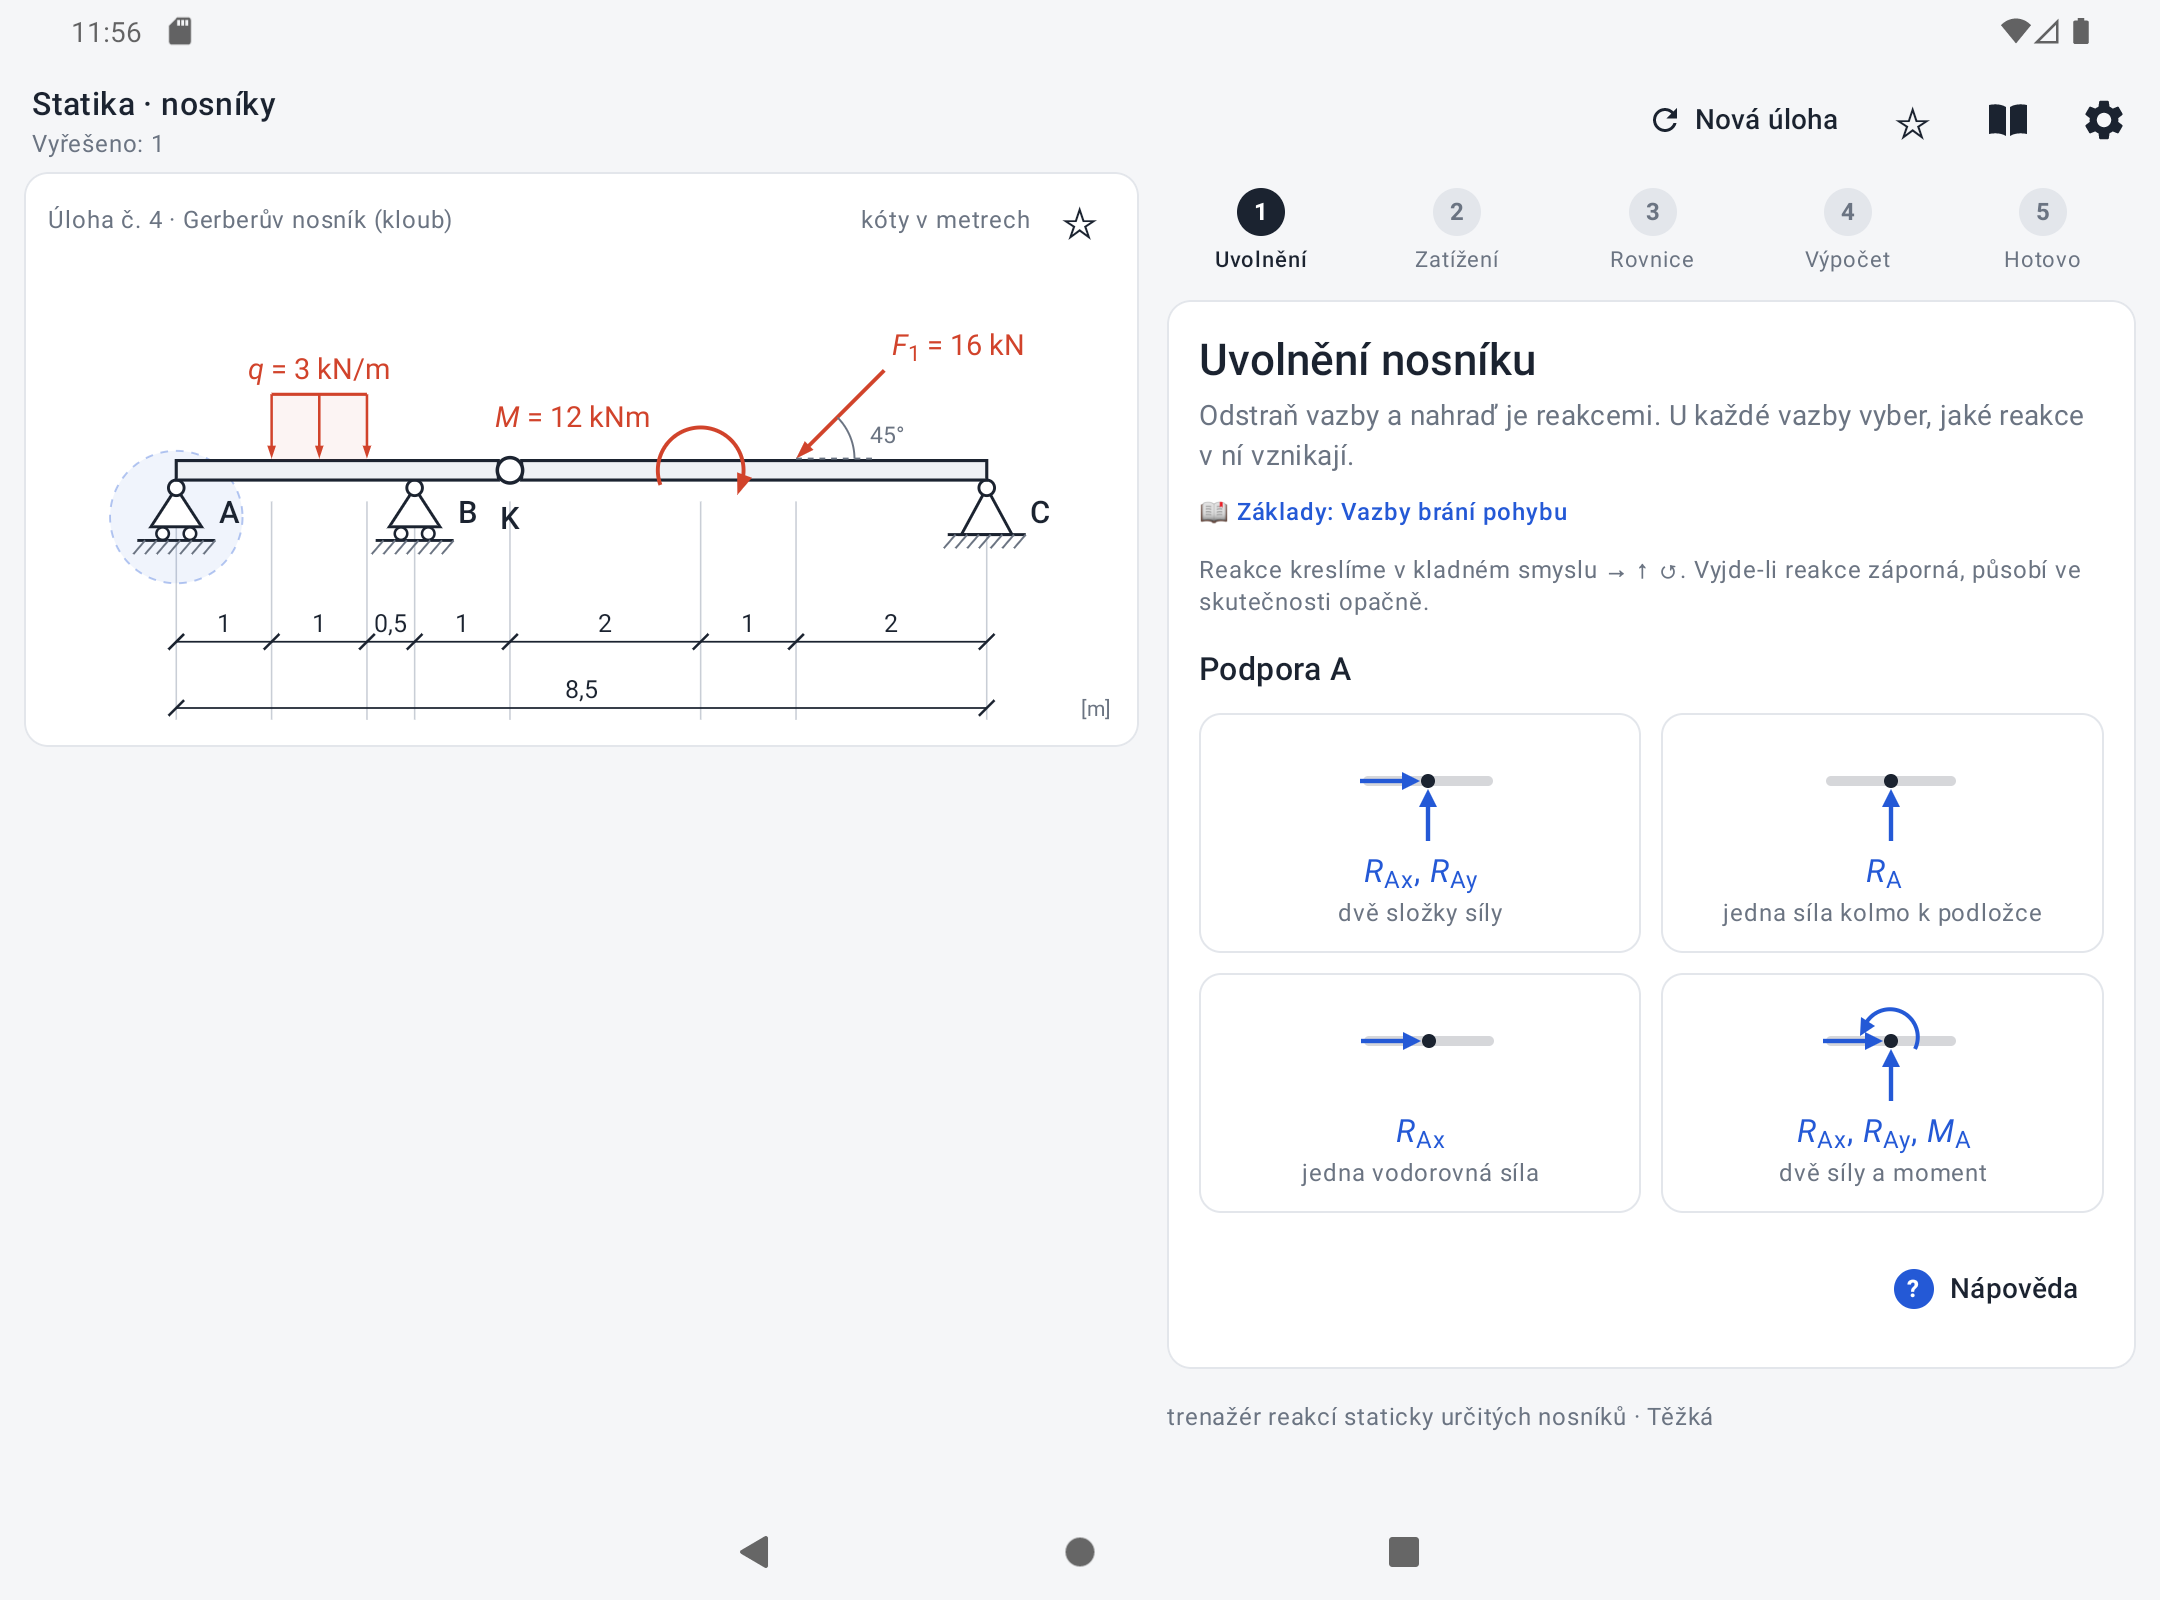 11:56
Statika · nosníky
Vyřešeno: 1
Nová úloha
Úloha č. 4 · Gerberův nosník (kloub)
kóty v metrech
F1 = 16 kN
q = 3 kN/m
M = 12 kNm
45°
A
B
K
C
1
1
0,5
1
2
1
2
8,5
[m]
1
2
3
4
5
Uvolnění
Zatížení
Rovnice
Výpočet
Hotovo
Uvolnění nosníku
Odstraň vazby a nahraď je reakcemi. U každé vazby vyber, jaké reakce
v ní vznikají.
Základy: Vazby brání pohybu
Reakce kreslíme v kladném smyslu → ↑ ↺. Vyjde-li reakce záporná, působí ve
skutečnosti opačně.
Podpora A
RAx, RAy
dvě složky síly
RA
jedna síla kolmo k podložce
RAx
jedna vodorovná síla
RAx, RAy, MA
dvě síly a moment
?
Nápověda
trenažér reakcí staticky určitých nosníků · Těžká